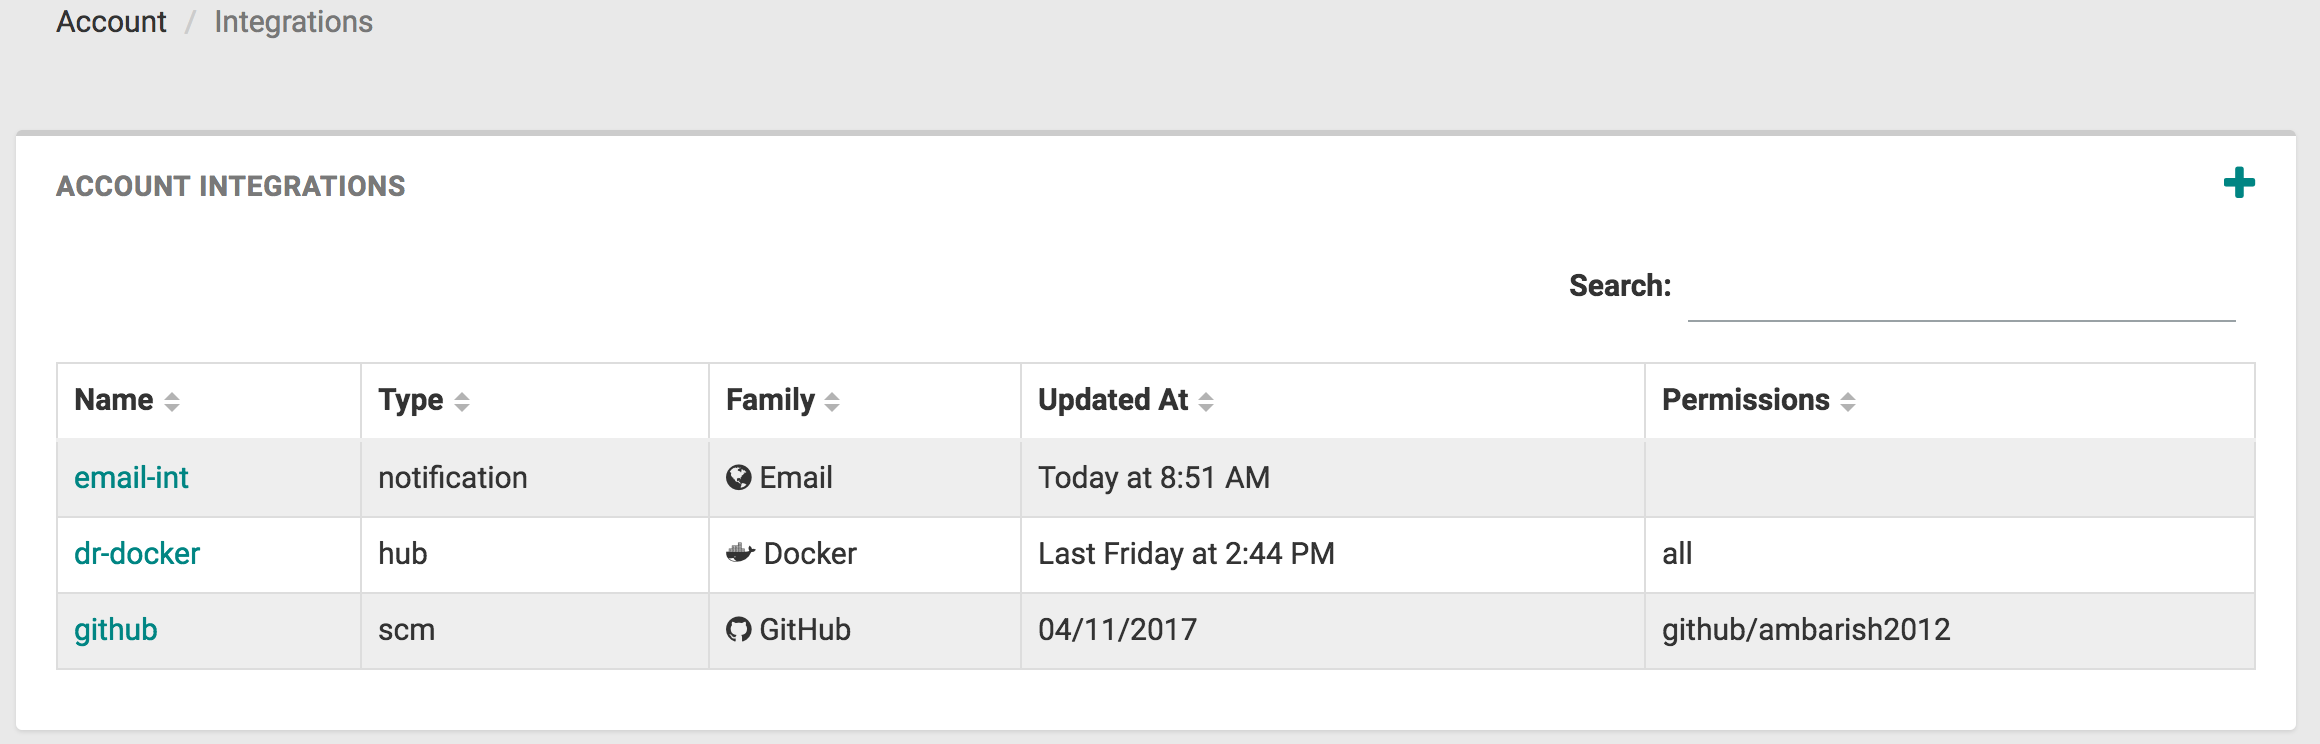 Account / Integrations
ACCOUNT INTEGRATIONS
Search:
Name Type Family Updated At Permissions
email-int notification Email Today at 8:51 AM
dr-docker hub Docker Last Friday at 2:44 PM all
github scm GitHub 04/11/2017 github/ambarish2012